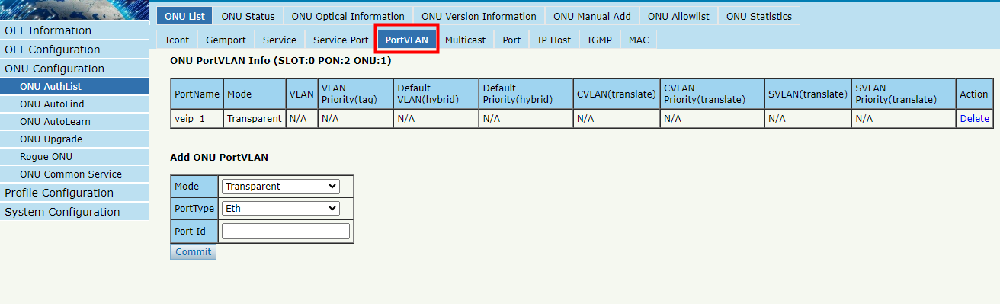 ONU List ONU Status ONU Optical Information ONU Version Information ONU Manual Add ONU Allowlist ONU Statistics
Tcont Gemport Service Service Port PortVLAN Multicast Port IP Host IGMP MAC
OLT Information
OLT Configuration
ONU Configuration
ONU AuthList
ONU AutoFind
ONU AutoLearn
ONU Upgrade
Rogue ONU
ONU Common Service
Profile Configuration
System Configuration
ONU PortVLAN Info (SLOT:0 PON:2 ONU:1)
PortName Mode VLAN VLAN Priority(tag) Default VLAN(hybrid) Default Priority(hybrid) CVLAN(translate) CVLAN Priority(translate) SVLAN(translate) SVLAN Priority(translate) Action
veip_1 Transparent N/A N/A N/A N/A N/A N/A N/A N/A Delete
Add ONU PortVLAN
Mode Transparent
PortType Eth
Port Id
Commit